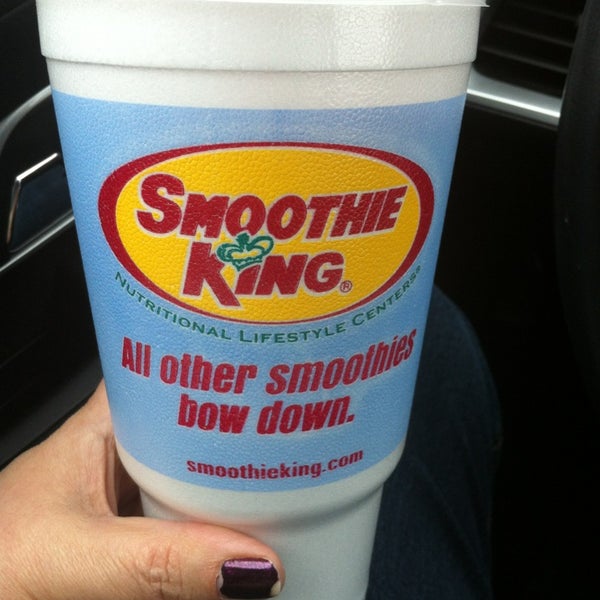 SMOOTHIE
KING®
NUTRITIONAL LIFESTYLE CENTERS®
All other smoothies
bow down.
smoothieking.com